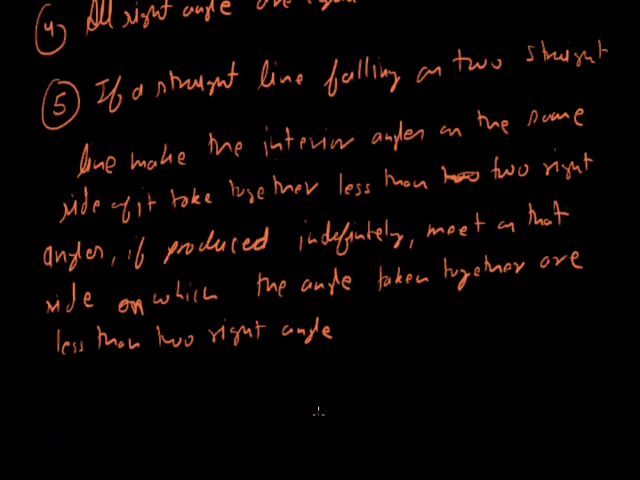 ④ All right angle are equal
⑤ If a straight line falling on two straight
line make the interior angles on the same
side of it take together less than two right
angles, if produced indefinitely, meet on that
side on which the angle taken together are
less than two right angle